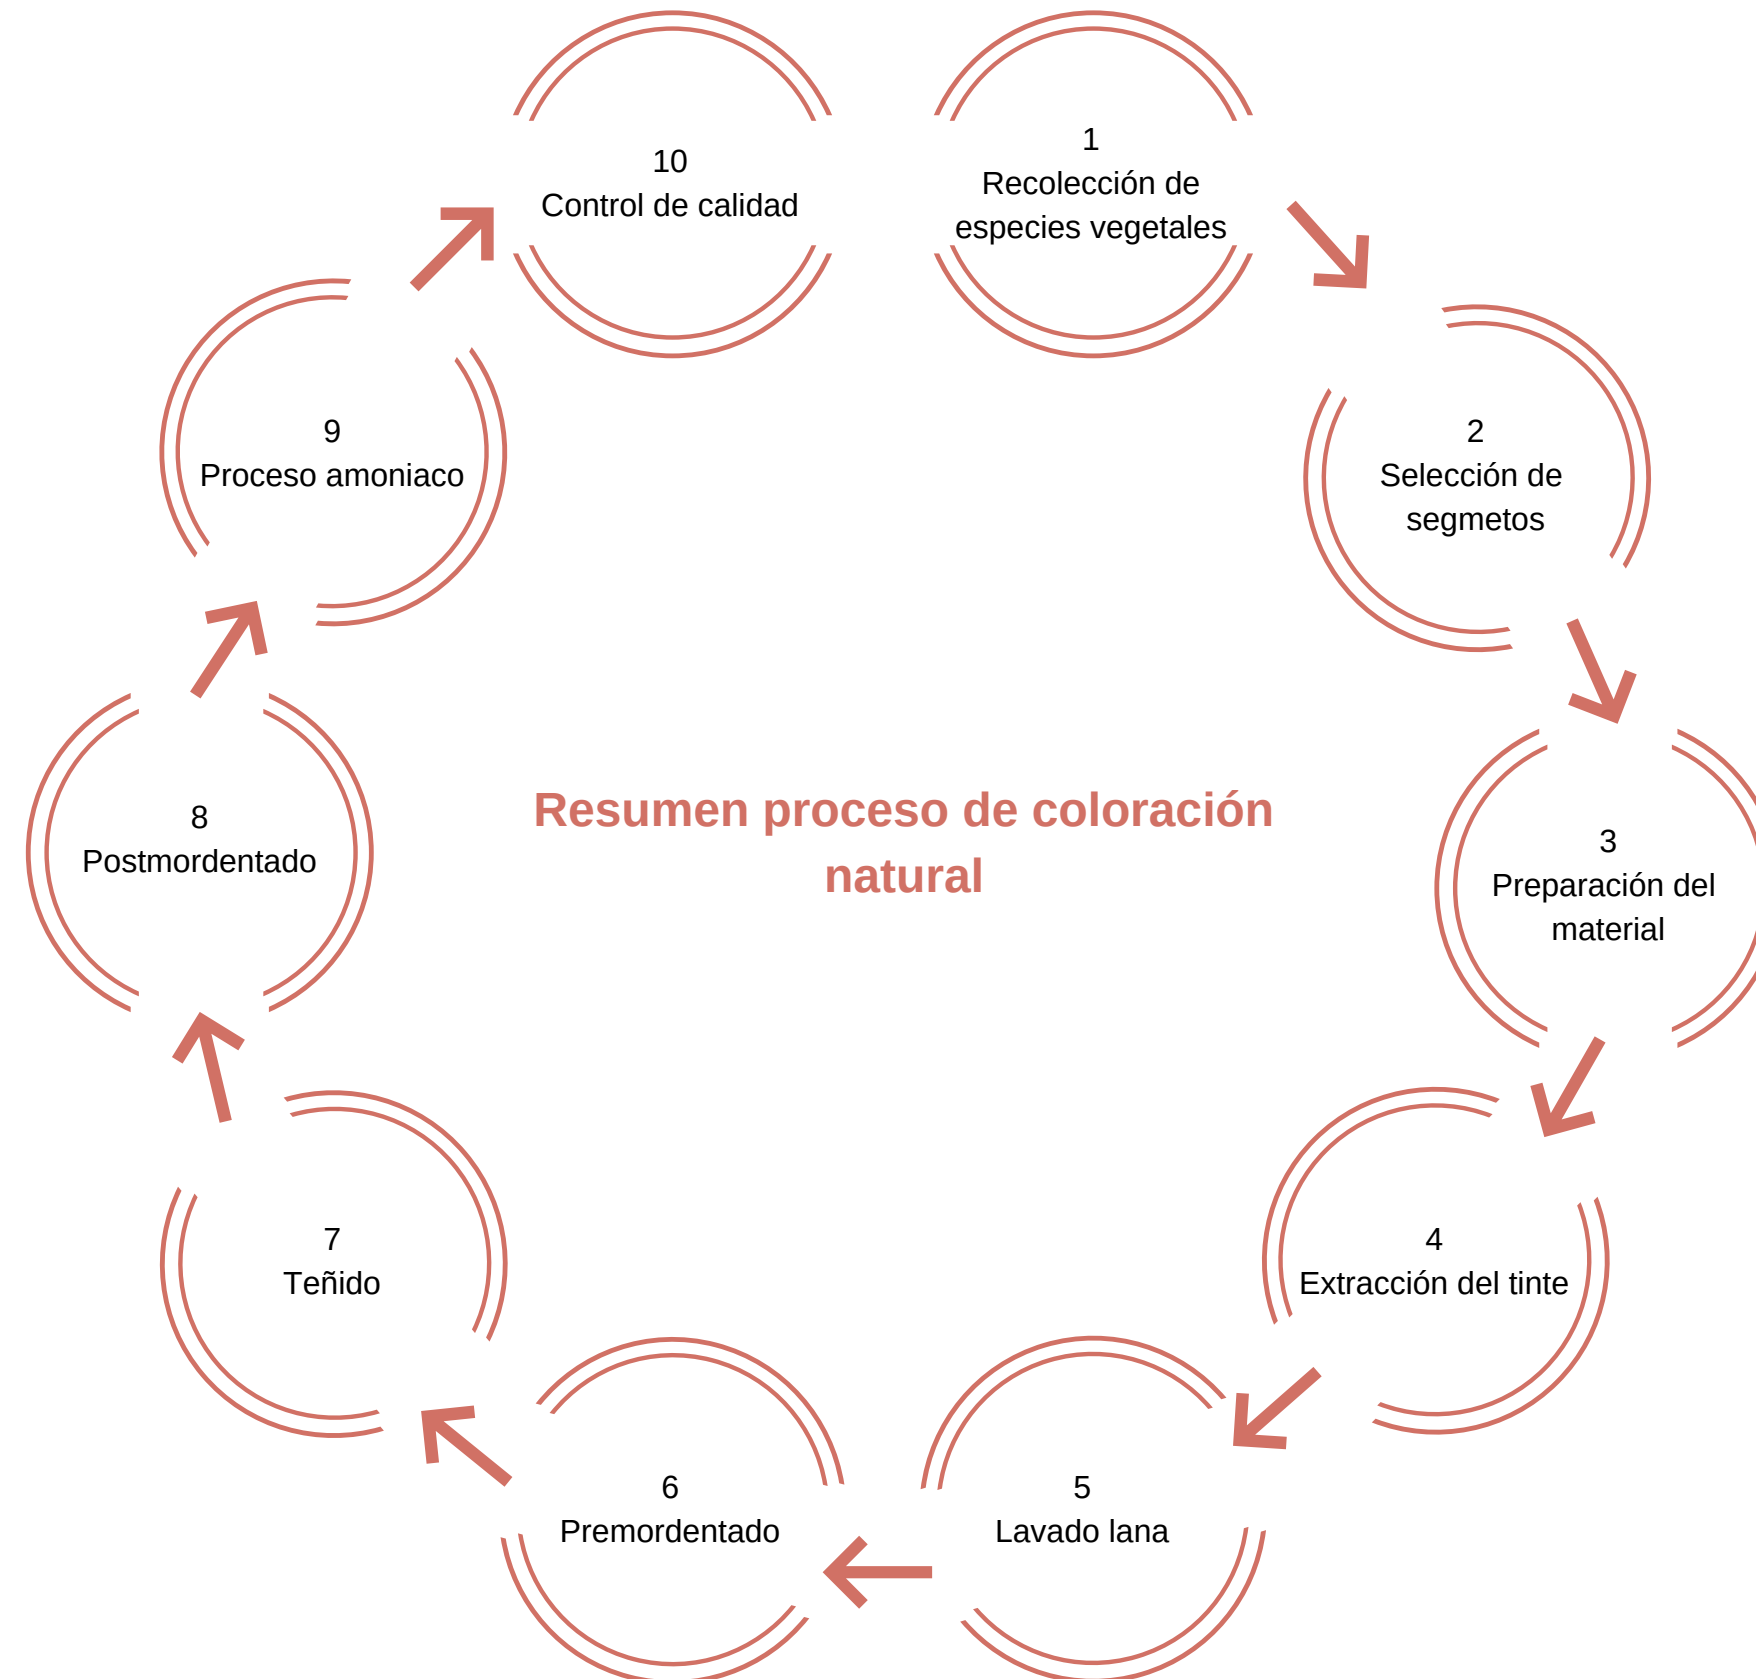 1
Recolección de
especies vegetales
2
Selección de
segmetos
3
Preparación del
material
4
Extracción del tinte
5
Lavado lana
6
Premordentado
7
Teñido
8
Postmordentado
9
Proceso amoniaco
10
Control de calidad
Resumen proceso de coloración
natural